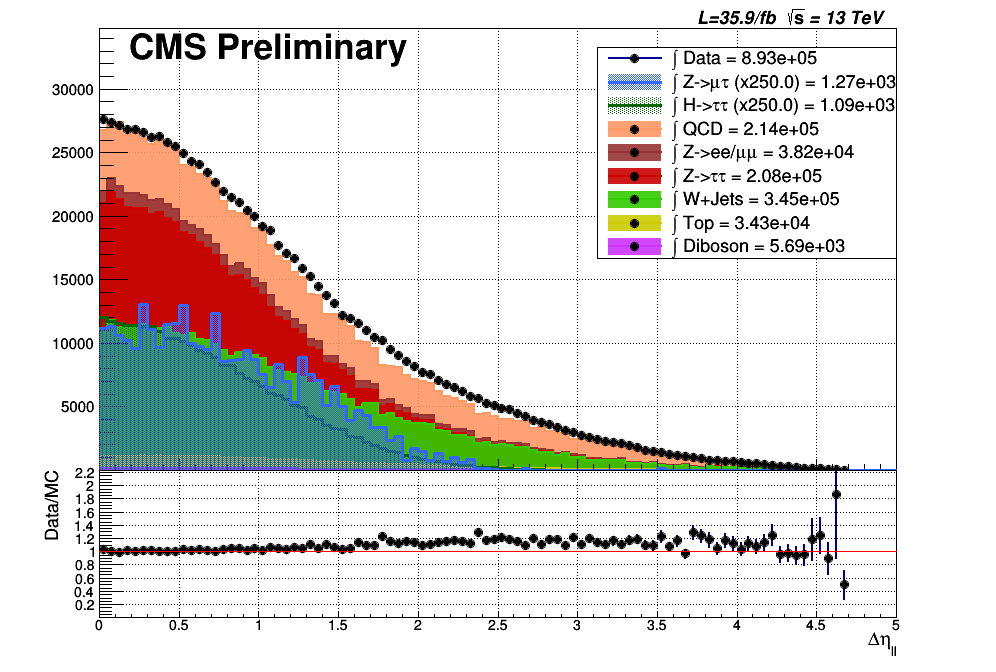 L=35.9/fb √s = 13 TeV
CMS Preliminary
∫ Data = 8.93e+05
∫ Z->μτ (x250.0) = 1.27e+03
∫ H->ττ (x250.0) = 1.09e+03
∫ QCD = 2.14e+05
∫ Z->ee/μμ = 3.82e+04
∫ Z->ττ = 2.08e+05
∫ W+Jets = 3.45e+05
∫ Top = 3.43e+04
∫ Diboson = 5.69e+03
30000
25000
20000
15000
10000
5000
Data/MC
2.2
2
1.8
1.6
1.4
1.2
1
0.8
0.6
0.4
0.2
0 0.5 1 1.5 2 2.5 3 3.5 4 4.5 5
Δη||